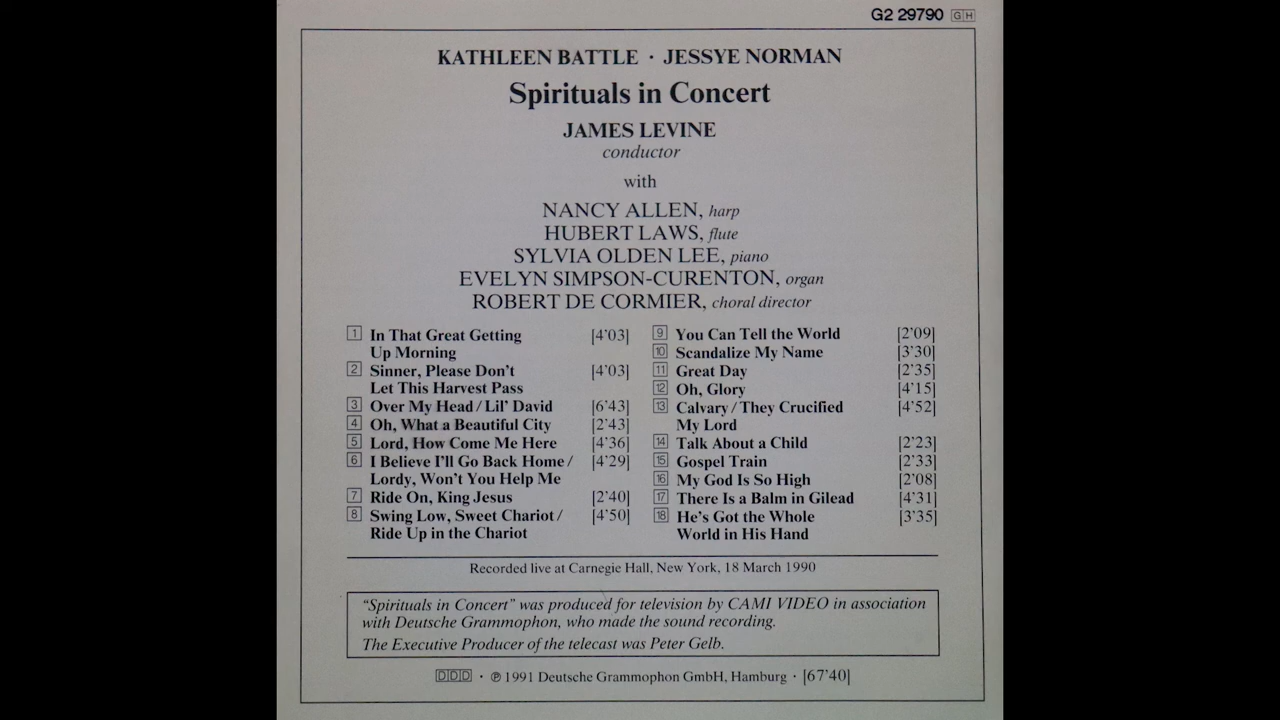 G2 29790 GH
KATHLEEN BATTLE · JESSYE NORMAN
Spirituals in Concert
JAMES LEVINE
conductor
with
NANCY ALLEN, harp
HUBERT LAWS, flute
SYLVIA OLDEN LEE, piano
EVELYN SIMPSON-CURENTON, organ
ROBERT DE CORMIER, choral director
1 In That Great Getting [4'03]
Up Morning
2 Sinner, Please Don't [4'03]
Let This Harvest Pass
3 Over My Head / Lil' David [6'43]
4 Oh, What a Beautiful City [2'43]
5 Lord, How Come Me Here [4'36]
6 I Believe I'll Go Back Home / [4'29]
Lordy, Won't You Help Me
7 Ride On, King Jesus [2'40]
8 Swing Low, Sweet Chariot / [4'50]
Ride Up in the Chariot
9 You Can Tell the World [2'09]
10 Scandalize My Name [3'30]
11 Great Day [2'35]
12 Oh, Glory [4'15]
13 Calvary / They Crucified [4'52]
My Lord
14 Talk About a Child [2'23]
15 Gospel Train [2'33]
16 My God Is So High [2'08]
17 There Is a Balm in Gilead [4'31]
18 He's Got the Whole [3'35]
World in His Hand
Recorded live at Carnegie Hall, New York, 18 March 1990
"Spirituals in Concert" was produced for television by CAMI VIDEO in association
with Deutsche Grammophon, who made the sound recording.
The Executive Producer of the telecast was Peter Gelb.
DDD · ℗ 1991 Deutsche Grammophon GmbH, Hamburg · [67'40]